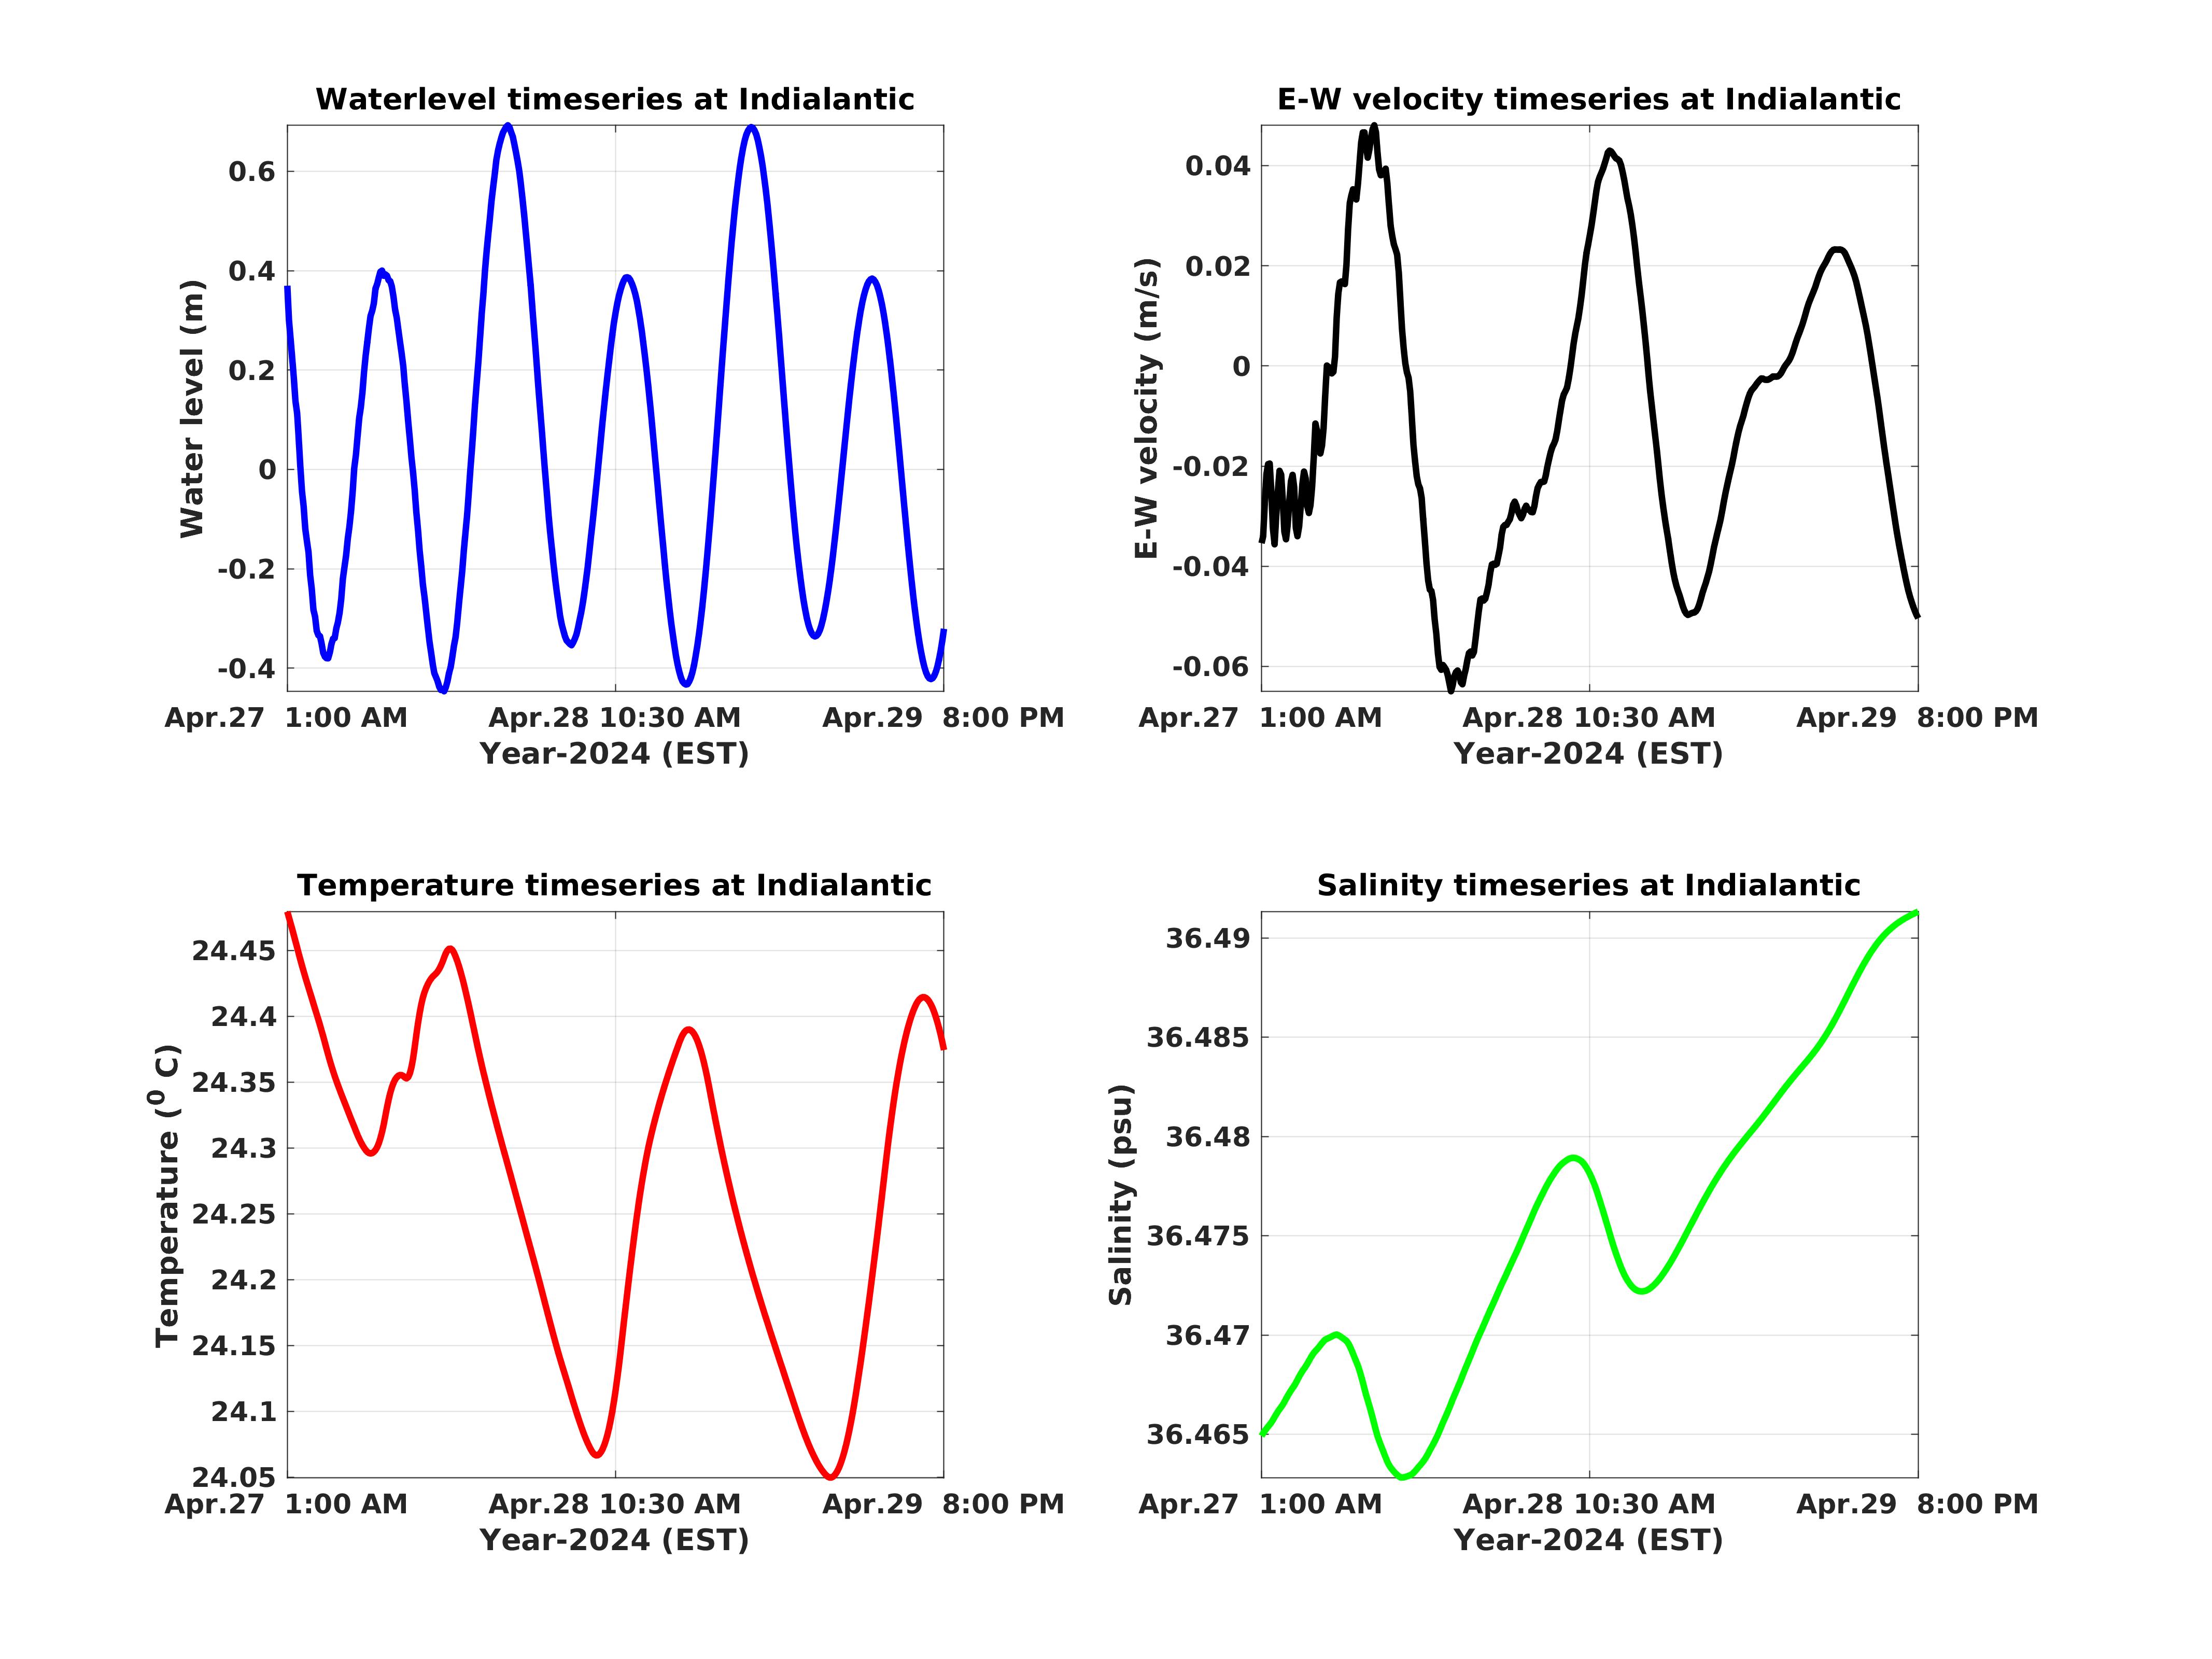 Waterlevel timeseries at Indialantic
Water level (m)
0.6
0.4
0.2
0
-0.2
-0.4
Apr.27 1:00 AM Apr.28 10:30 AM Apr.29 8:00 PM
Year-2024 (EST)
E-W velocity timeseries at Indialantic
E-W velocity (m/s)
0.04
0.02
0
-0.02
-0.04
-0.06
Apr.27 1:00 AM Apr.28 10:30 AM Apr.29 8:00 PM
Year-2024 (EST)
Temperature timeseries at Indialantic
Temperature (⁰ C)
24.45
24.4
24.35
24.3
24.25
24.2
24.15
24.1
24.05
Apr.27 1:00 AM Apr.28 10:30 AM Apr.29 8:00 PM
Year-2024 (EST)
Salinity timeseries at Indialantic
Salinity (psu)
36.49
36.485
36.48
36.475
36.47
36.465
Apr.27 1:00 AM Apr.28 10:30 AM Apr.29 8:00 PM
Year-2024 (EST)